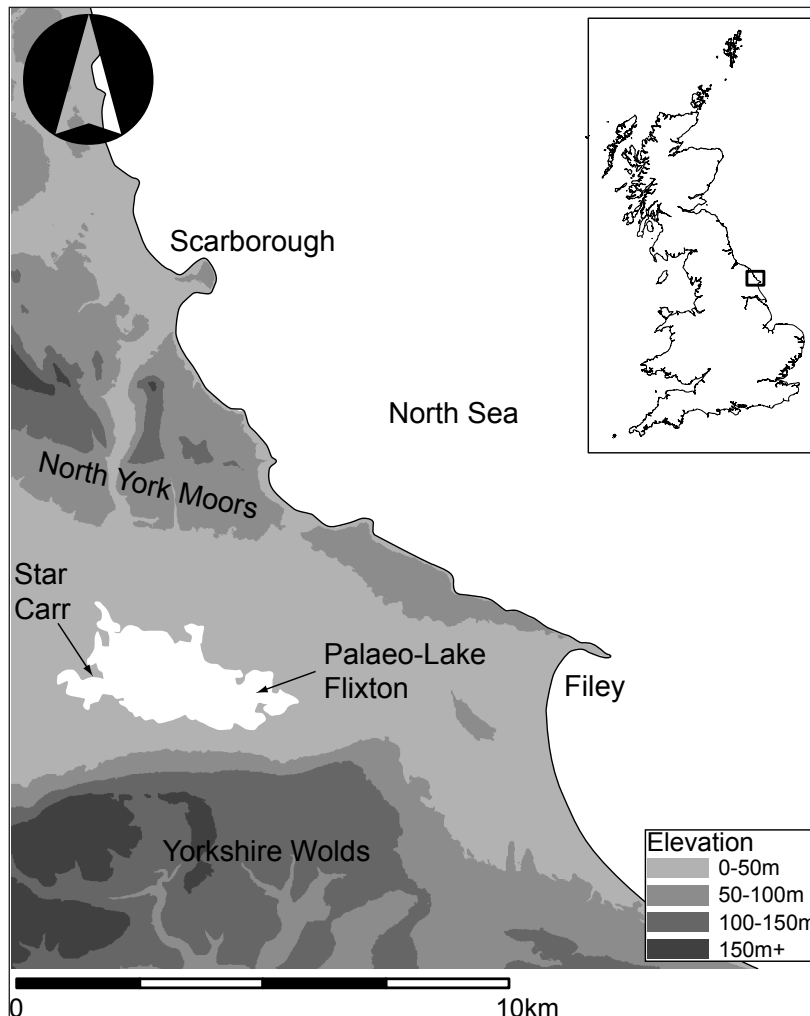 Scarborough
North Sea
North York Moors
Star
Carr
Palaeo-Lake
Flixton
Filey
Yorkshire Wolds
Elevation
0-50m
50-100m
100-150m
150m+
0
10km